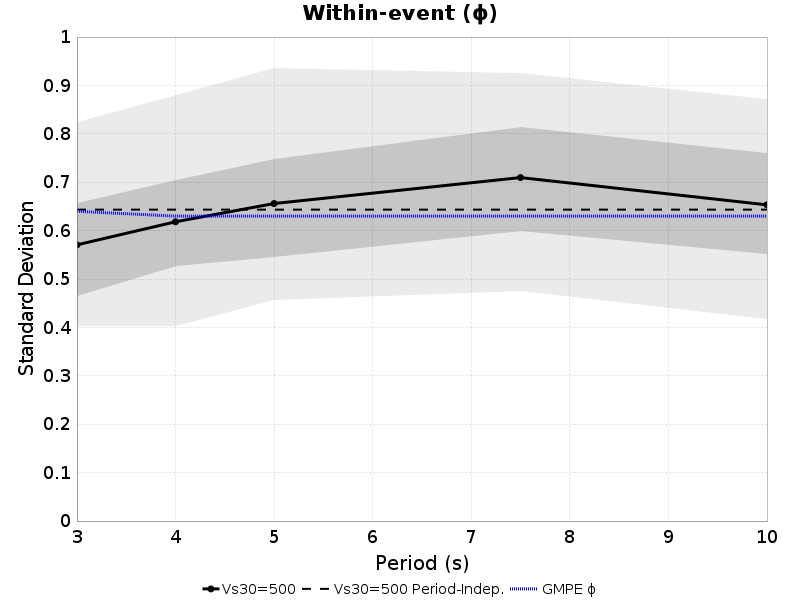 Within-event (ϕ)
1
0.9
0.8
0.7
0.6
0.5
0.4
0.3
0.2
0.1
0
Standard Deviation
3 4 5 6 7 8 9 10
Period (s)
Vs30=500 Vs30=500 Period-Indep. GMPE ϕ